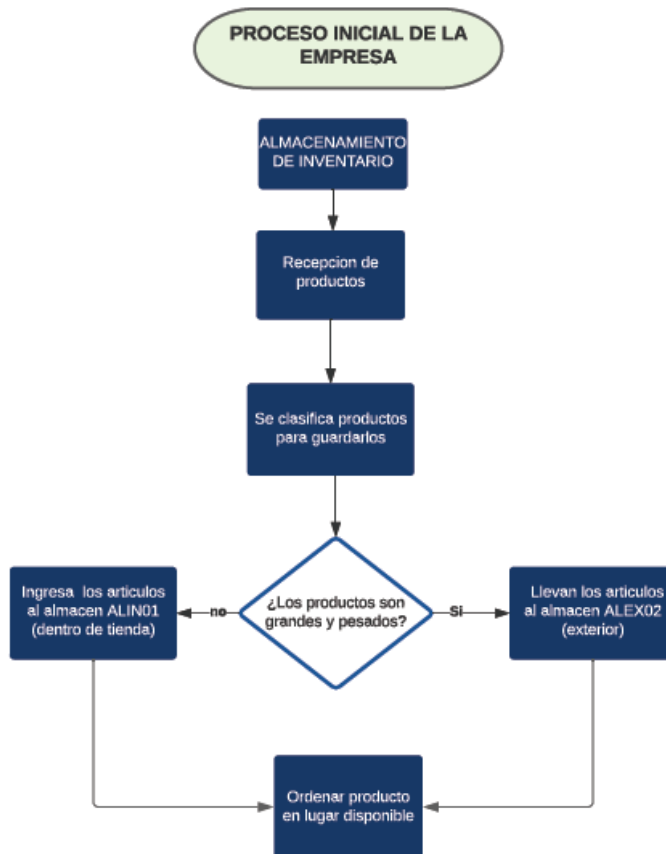 PROCESO INICIAL DE LA
EMPRESA
ALMACENAMIENTO
DE INVENTARIO
Recepcion de
productos
Se clasifica productos
para guardarlos
¿Los productos son
grandes y pesados?
no
Si
Ingresa los articulos
al almacen ALIN01
(dentro de tienda)
Llevan los articulos
al almacen ALEX02
(exterior)
Ordenar producto
en lugar disponible